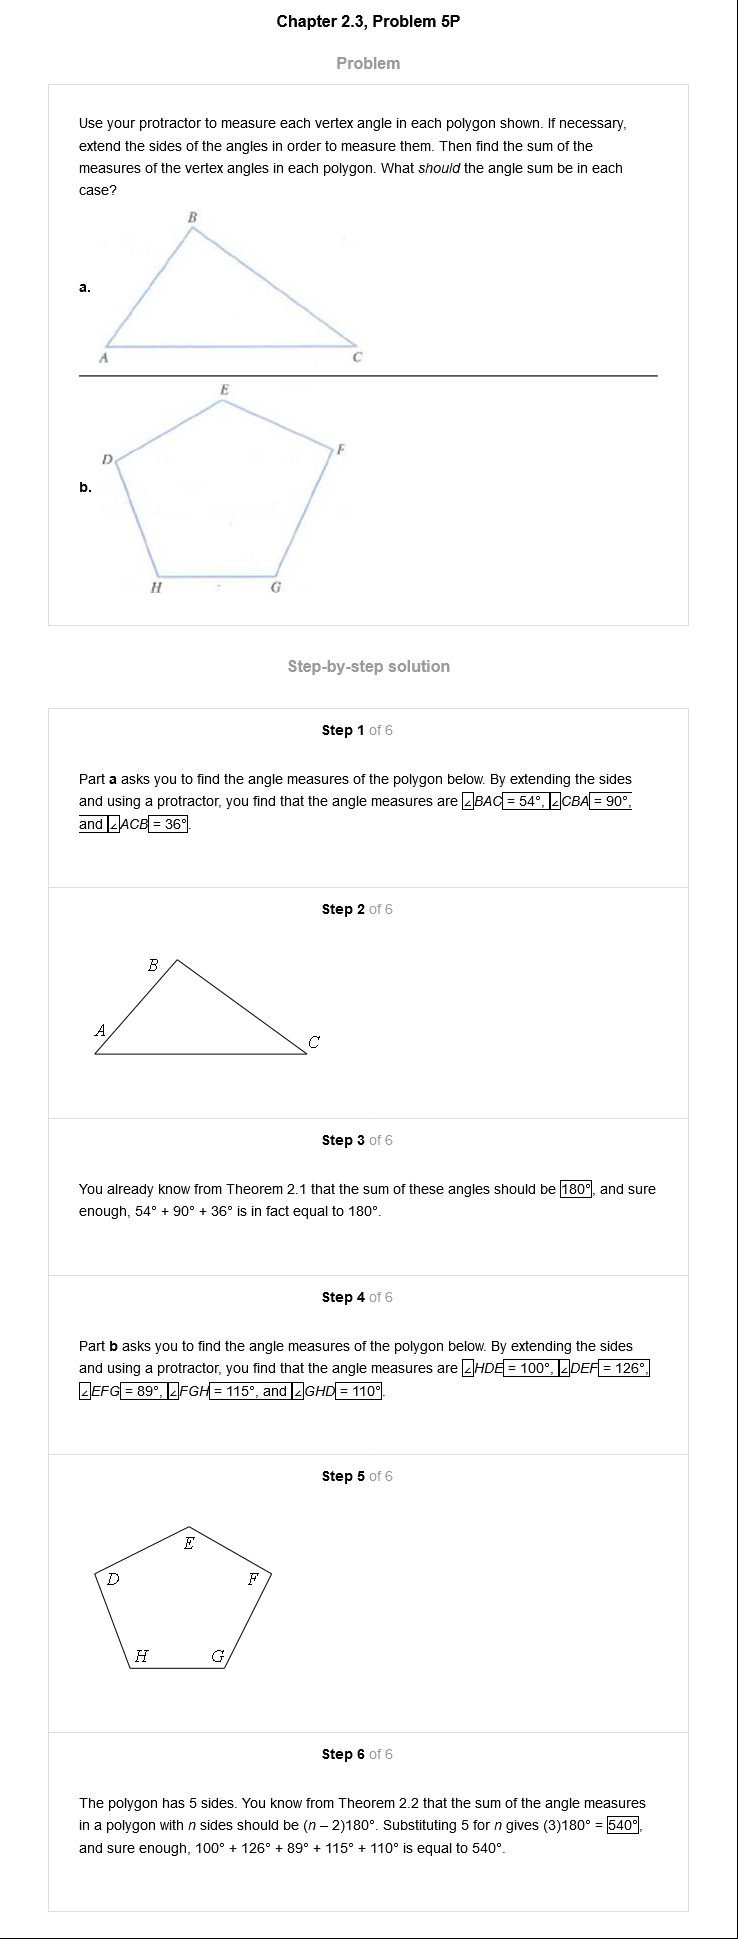 Chapter 2.3, Problem 5P
Problem
Use your protractor to measure each vertex angle in each polygon shown. If necessary,
extend the sides of the angles in order to measure them. Then find the sum of the
measures of the vertex angles in each polygon. What should the angle sum be in each
case?
B
a.
A
C
E
D
F
b.
H
G
Step-by-step solution
Step 1 of 6
Part a asks you to find the angle measures of the polygon below. By extending the sides
and using a protractor, you find that the angle measures are ∠BAC = 54°, ∠CBA = 90°,
and ∠ACB = 36°.
Step 2 of 6
B
A
C
Step 3 of 6
You already know from Theorem 2.1 that the sum of these angles should be 180°, and sure
enough, 54° + 90° + 36° is in fact equal to 180°.
Step 4 of 6
Part b asks you to find the angle measures of the polygon below. By extending the sides
and using a protractor, you find that the angle measures are ∠HDE = 100°, ∠DEF = 126°,
∠EFG = 89°, ∠FGH = 115°, and ∠GHD = 110°.
Step 5 of 6
E
D
F
H
G
Step 6 of 6
The polygon has 5 sides. You know from Theorem 2.2 that the sum of the angle measures
in a polygon with n sides should be (n – 2)180°. Substituting 5 for n gives (3)180° = 540°,
and sure enough, 100° + 126° + 89° + 115° + 110° is equal to 540°.